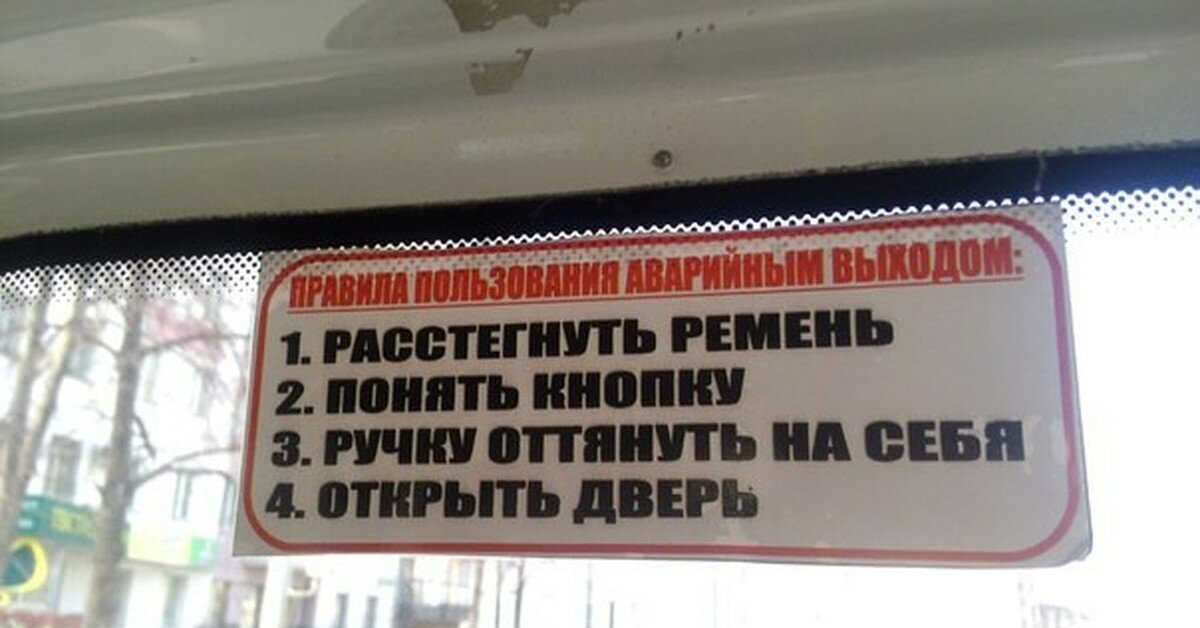 ПРАВИЛА ПОЛЬЗОВАНИЯ АВАРИЙНЫМ ВЫХОДОМ:
1. РАССТЕГНУТЬ РЕМЕНЬ
2. ПОНЯТЬ КНОПКУ
3. РУЧКУ ОТТЯНУТЬ НА СЕБЯ
4. ОТКРЫТЬ ДВЕРЬ